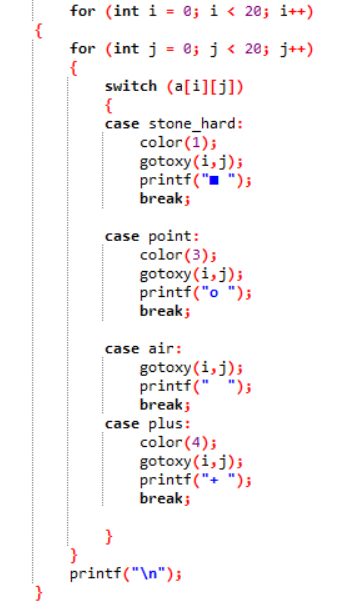 for (int i = 0; i < 20; i++)
{
for (int j = 0; j < 20; j++)
{
switch (a[i][j])
{
case stone_hard:
color(1);
gotoxy(i,j);
printf("■ ");
break;
case point:
color(3);
gotoxy(i,j);
printf("o ");
break;
case air:
gotoxy(i,j);
printf("  ");
break;
case plus:
color(4);
gotoxy(i,j);
printf("+ ");
break;
}
}
printf("\n");
}